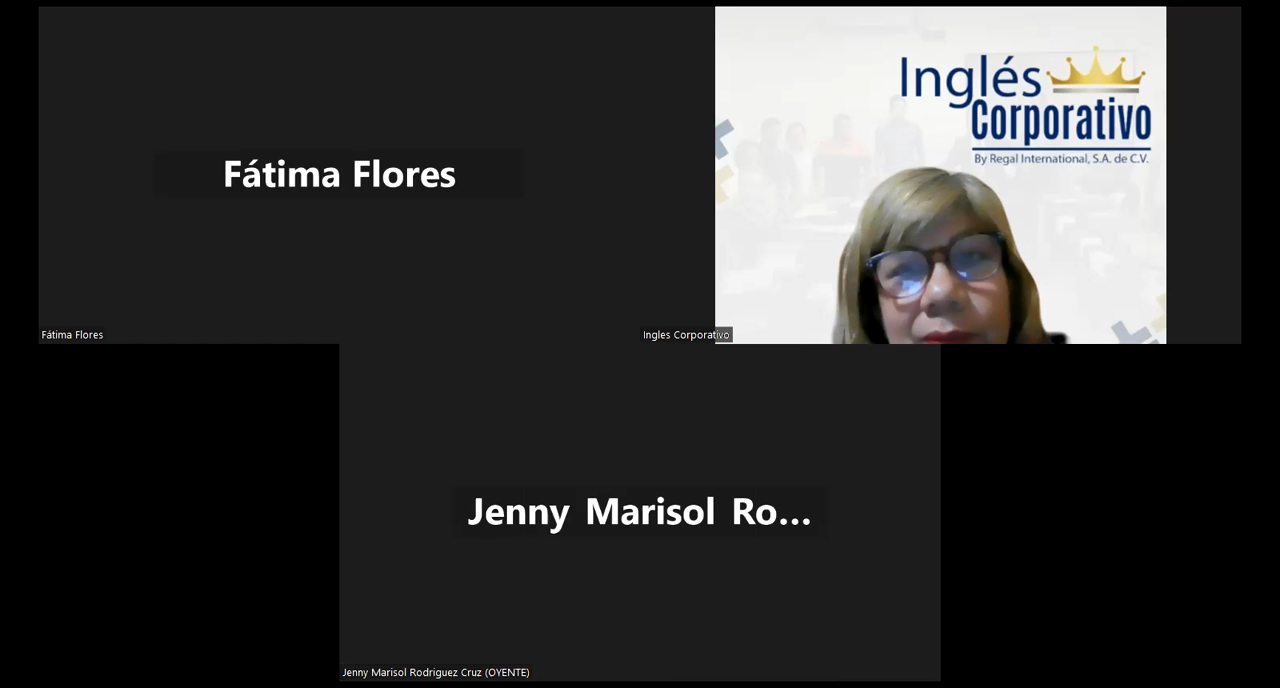 Fátima Flores
Fátima Flores
Inglés
Corporativo
By Regal International, S.A. de C.V.
Ingles Corporativo
Jenny Marisol Ro...
Jenny Marisol Rodriguez Cruz (OYENTE)